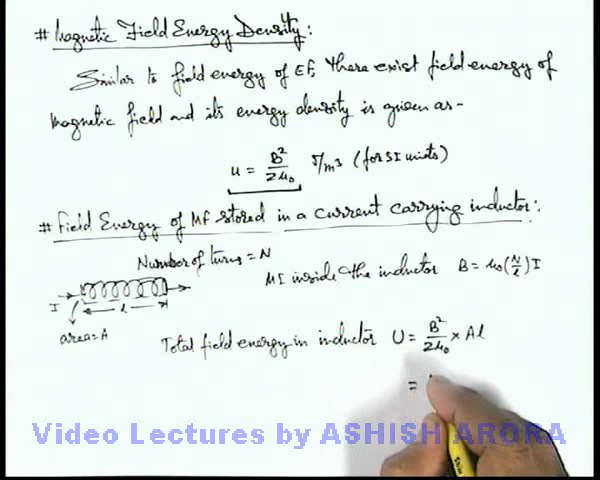 # Magnetic Field Energy Density:
Similar to field energy of EF, there exist field energy of
magnetic field and its energy density is given as-
u = B²/2μ₀ J/m³ (for SI units)
# Field Energy of MF stored in a current carrying inductor:
Number of turns = N
MI inside the inductor B = μ₀(N/l)I
I
l
area=A
Total field energy in inductor U = B²/2μ₀ × Al
=
Video Lectures by ASHISH ARORA